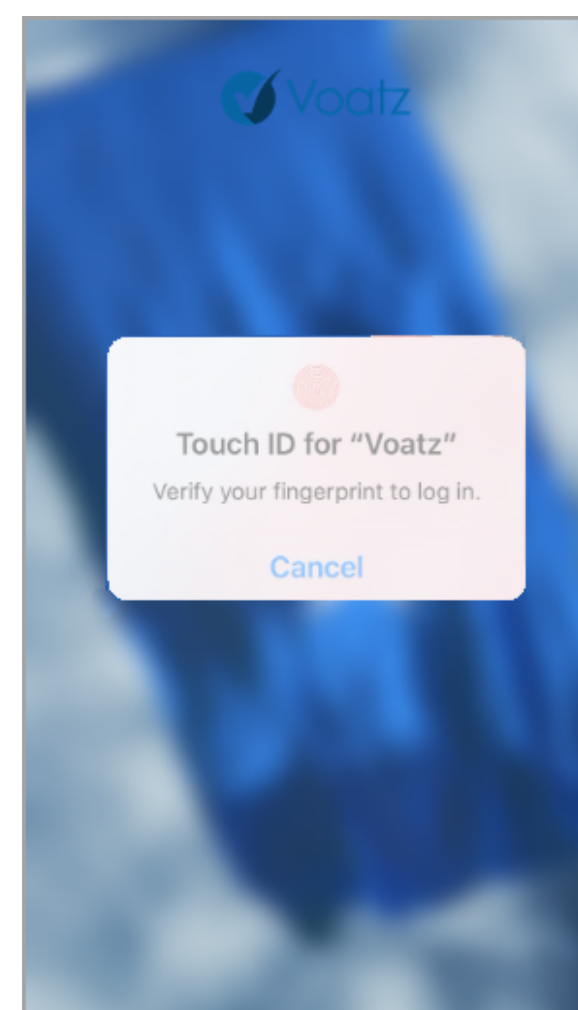 Voatz
Touch ID for “Voatz”
Verify your fingerprint to log in.
Cancel